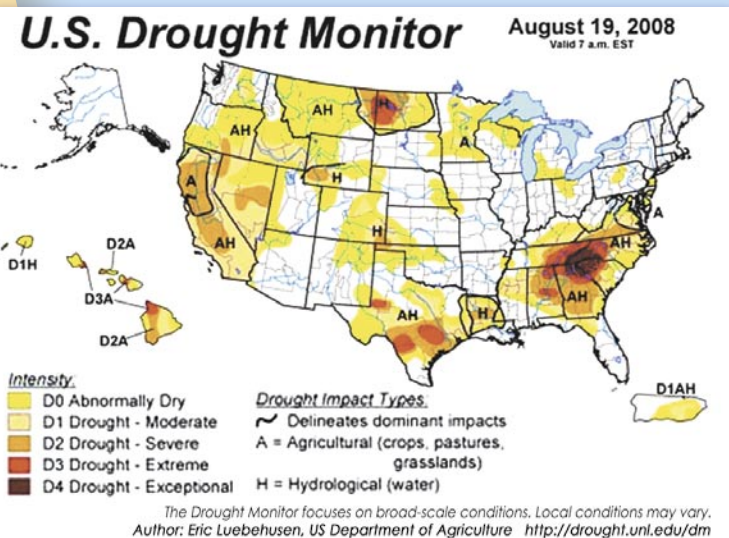 U.S. Drought Monitor
August 19, 2008
Valid 7 a.m. EST
AH
H
AH
A
A
H
H
A
AH
AH
D1H
D2A
D3A
D2A
AH
H
AH
D1AH
Intensity:
D0 Abnormally Dry
D1 Drought - Moderate
D2 Drought - Severe
D3 Drought - Extreme
D4 Drought - Exceptional
Drought Impact Types:
Delineates dominant impacts
A = Agricultural (crops, pastures,
grasslands)
H = Hydrological (water)
The Drought Monitor focuses on broad-scale conditions. Local conditions may vary.
Author: Eric Luebehusen, US Department of Agriculture http://drought.unl.edu/dm